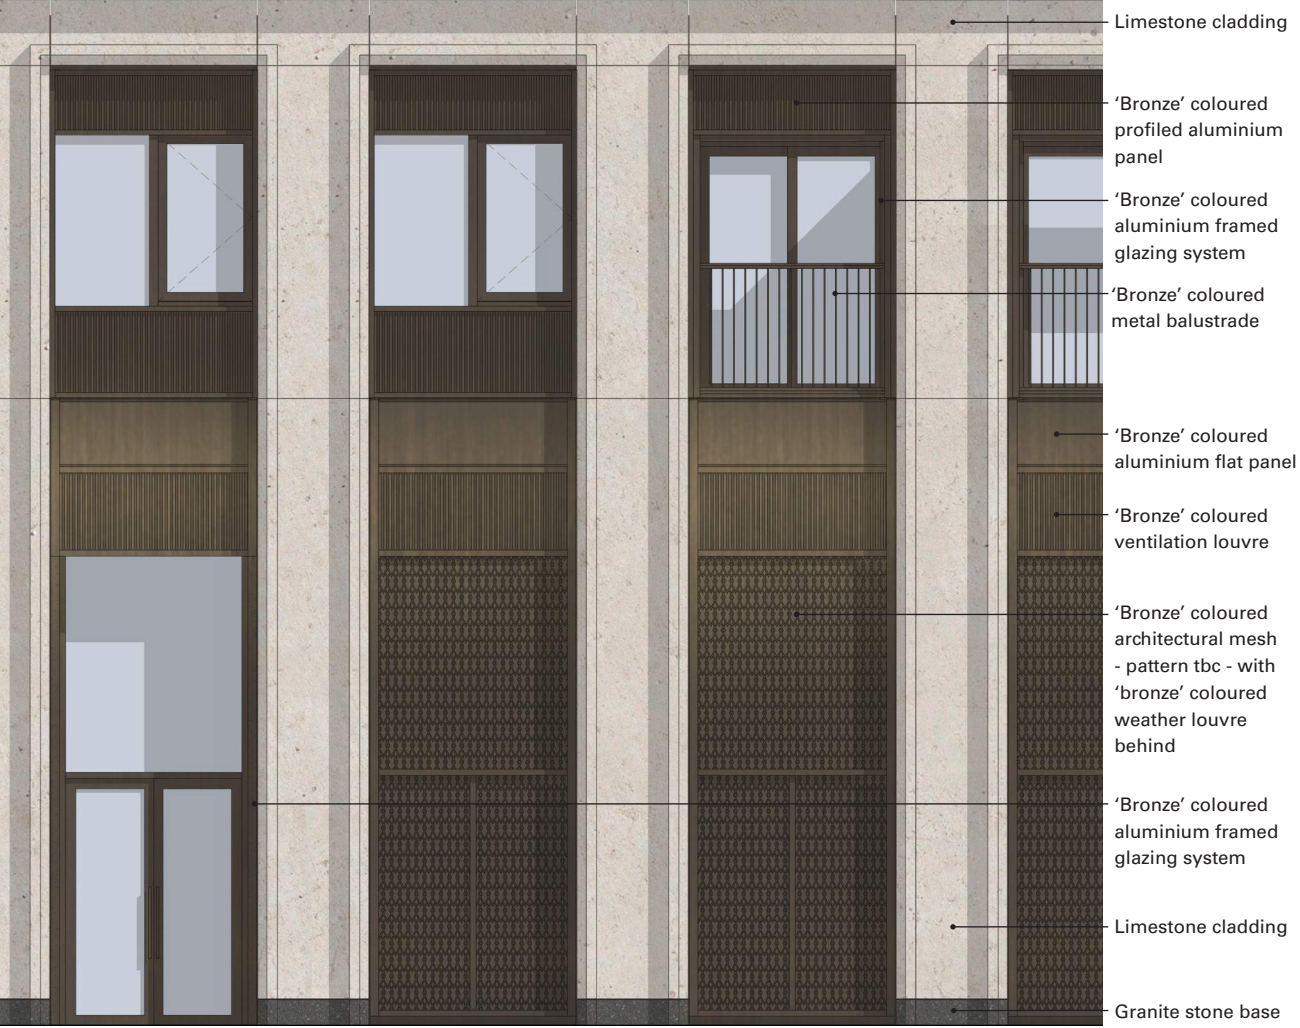 Limestone cladding
‘Bronze’ coloured
profiled aluminium
panel
‘Bronze’ coloured
aluminium framed
glazing system
‘Bronze’ coloured
metal balustrade
‘Bronze’ coloured
aluminium flat panel
‘Bronze’ coloured
ventilation louvre
‘Bronze’ coloured
architectural mesh
- pattern tbc - with
‘bronze’ coloured
weather louvre
behind
‘Bronze’ coloured
aluminium framed
glazing system
Limestone cladding
Granite stone base